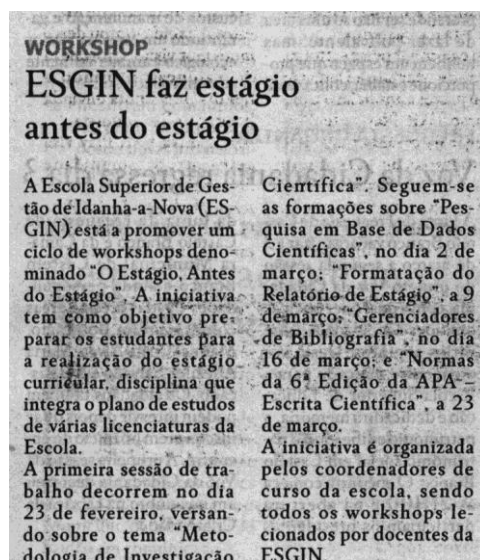 WORKSHOP
ESGIN faz estágio
antes do estágio
A Escola Superior de Ges-
tão de Idanha-a-Nova (ES-
GIN) está a promover um
ciclo de workshops deno-
minado "O Estágio, Antes
do Estágio". A iniciativa
tem como objetivo pre-
parar os estudantes para
a realização do estágio
curricular, disciplina que
integra o plano de estudos
de várias licenciaturas da
Escola.
A primeira sessão de tra-
balho decorrem no dia
23 de fevereiro, versan-
do sobre o tema "Meto-
dologia de Investigação
Científica". Seguem-se
as formações sobre "Pes-
quisa em Base de Dados
Científicas", no dia 2 de
março; "Formatação do
Relatório de Estágio", a 9
de março; "Gerenciadores
de Bibliografia", no dia
16 de março; e "Normas
da 6ª Edição da APA –
Escrita Científica", a 23
de março.
A iniciativa é organizada
pelos coordenadores de
curso da escola, sendo
todos os workshops le-
cionados por docentes da
ESGIN